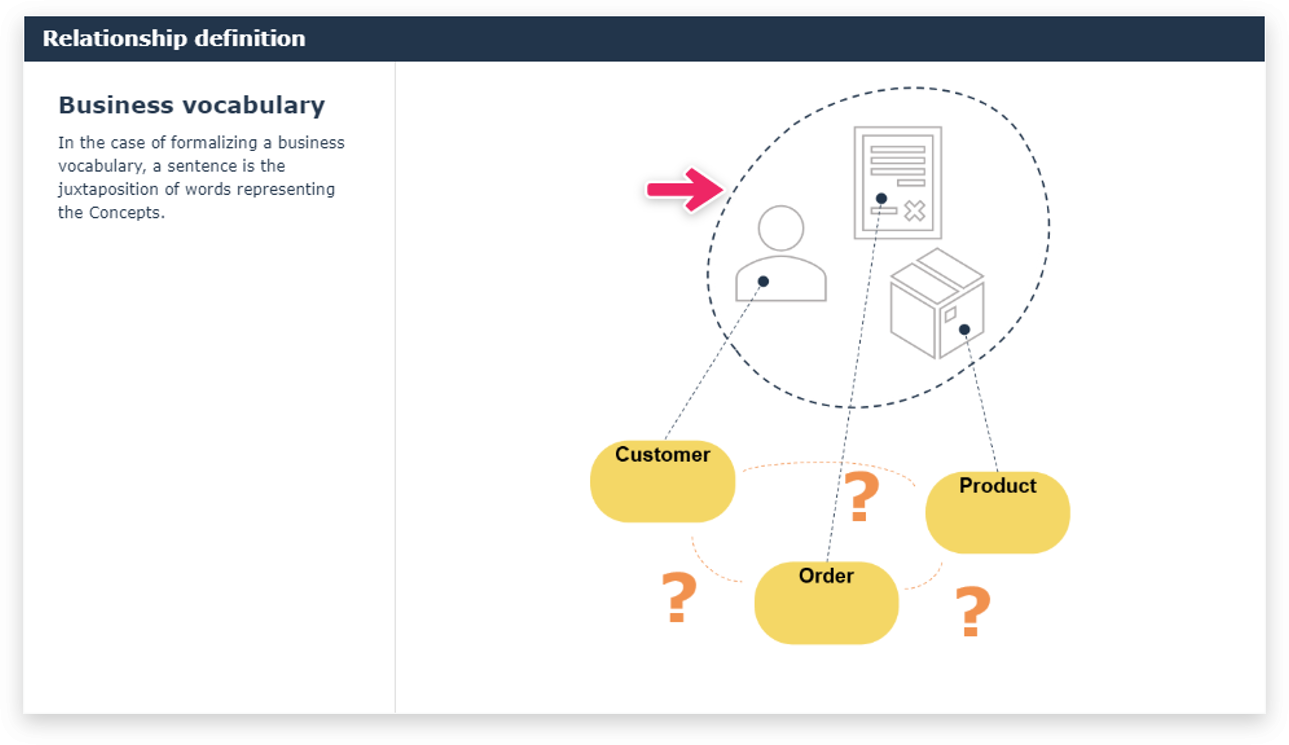 Relationship definition
Business vocabulary
In the case of formalizing a business
vocabulary, a sentence is the
juxtaposition of words representing
the Concepts.
Customer
?
Product
Order
?
?